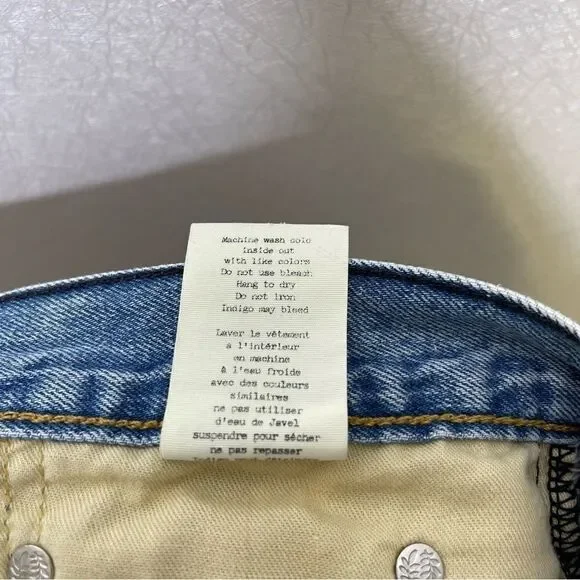 Machine wash cold
inside out
with like colors
Do not use bleach
Hang to dry
Do not iron
Indigo may bleed
Laver le vêtement
a l'intérieur
en machine
à l'eau froide
avec des couleurs
similaires
ne pas utiliser
d'eau de Javel
suspendre pour sécher
ne pas repasser